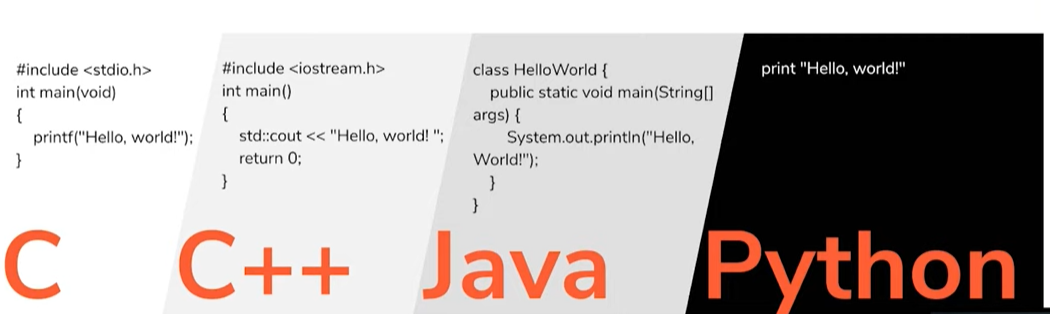 #include <stdio.h>
int main(void)
{
printf("Hello, world!");
}
C
#include <iostream.h>
int main()
{
std::cout << "Hello, world! ";
return 0;
}
C++
class HelloWorld {
public static void main(String[]
args) {
System.out.println("Hello,
World!");
}
}
Java
print "Hello, world!"
Python